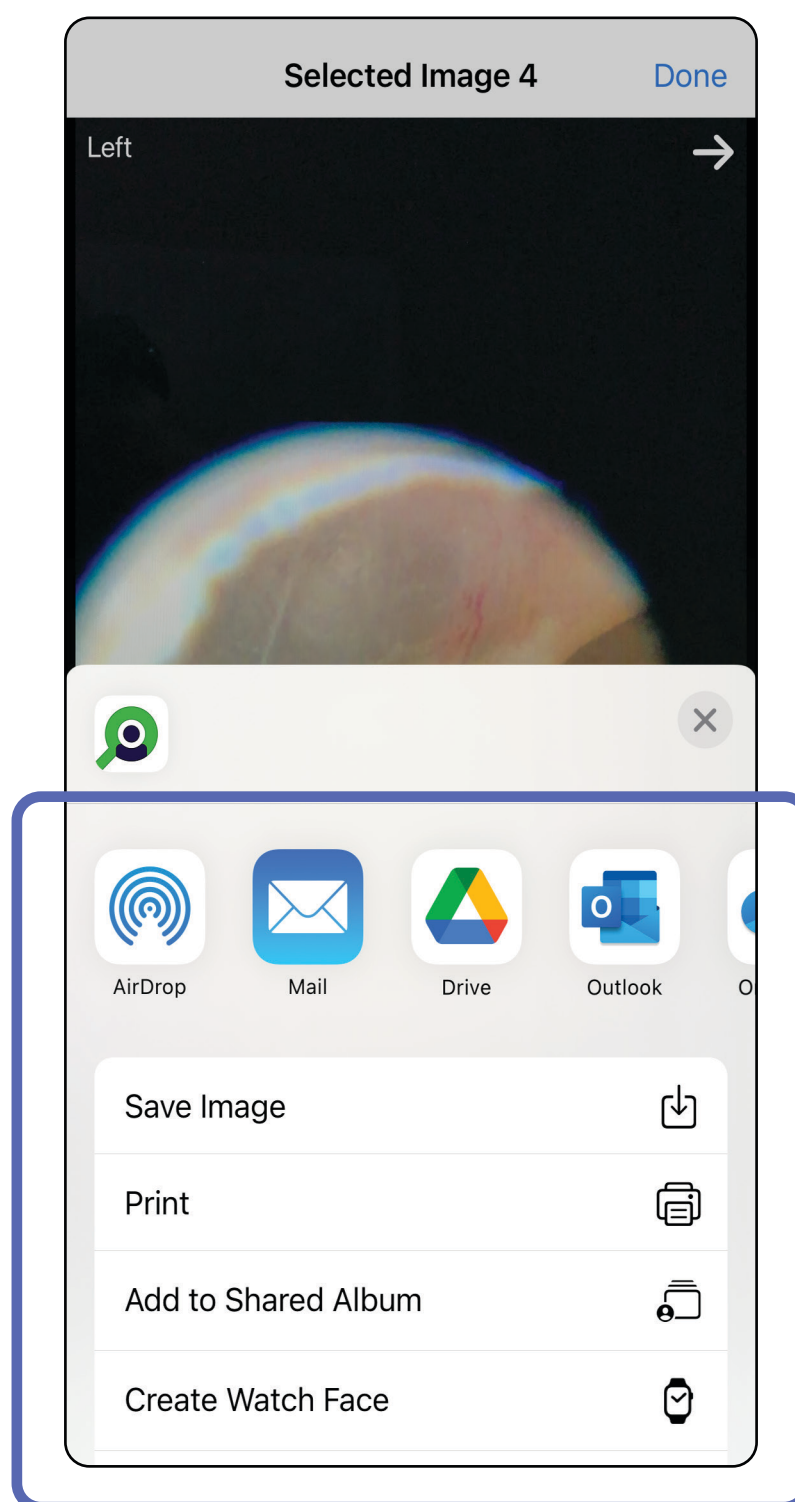 Selected Image 4 Done
Left
AirDrop Mail Drive Outlook
Save Image
Print
Add to Shared Album
Create Watch Face